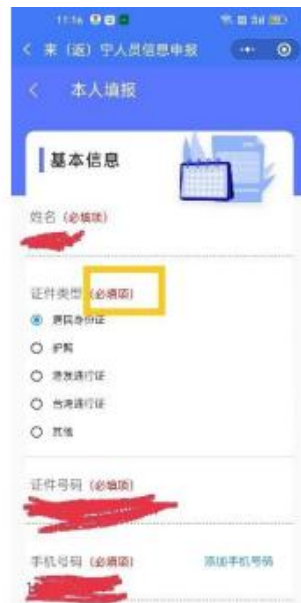 11:16
来（返）宁人员信息申报
本人填报
基本信息
姓名（必填项）
证件类型（必填项）
居民身份证
护照
港澳通行证
台湾通行证
其他
证件号码（必填项）
手机号码（必填项） 添加手机号码